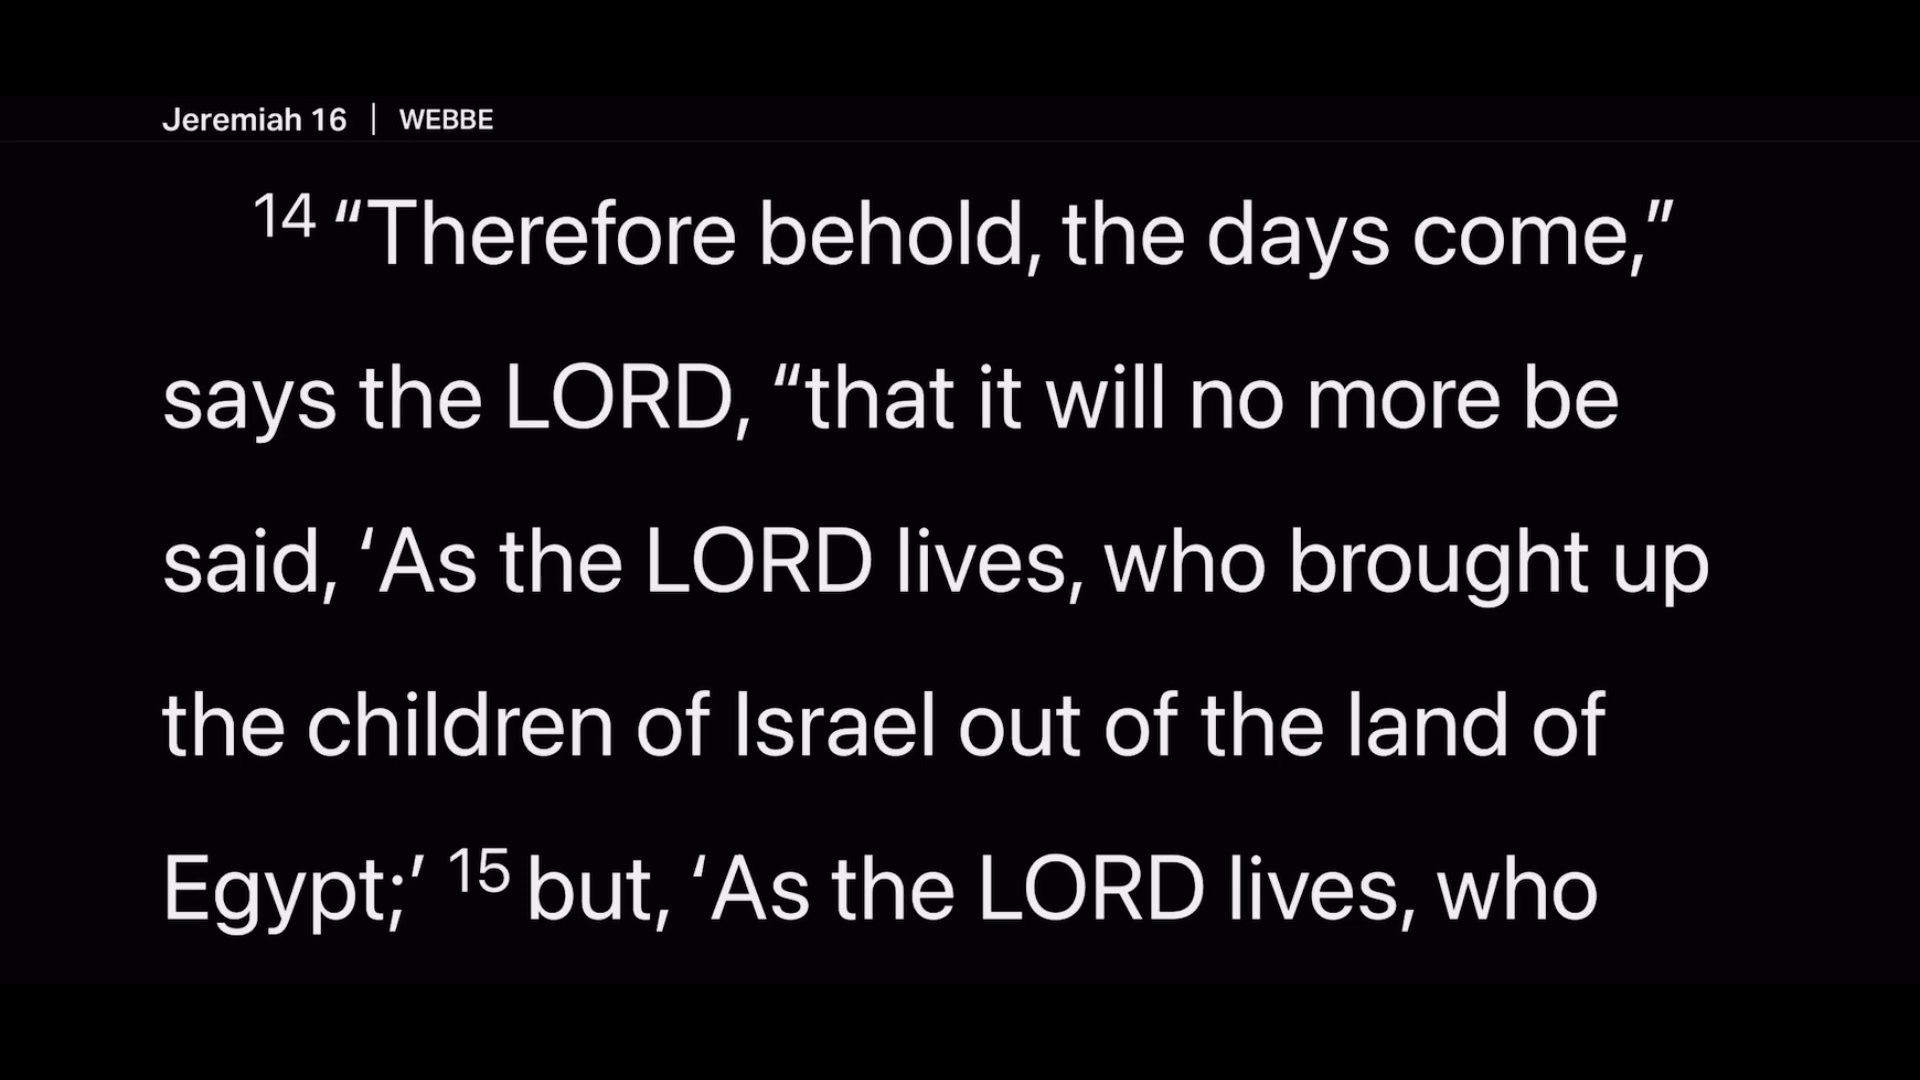 Jeremiah 16 | WEBBE
14 “Therefore behold, the days come,”
says the LORD, “that it will no more be
said, ‘As the LORD lives, who brought up
the children of Israel out of the land of
Egypt;’ 15 but, ‘As the LORD lives, who